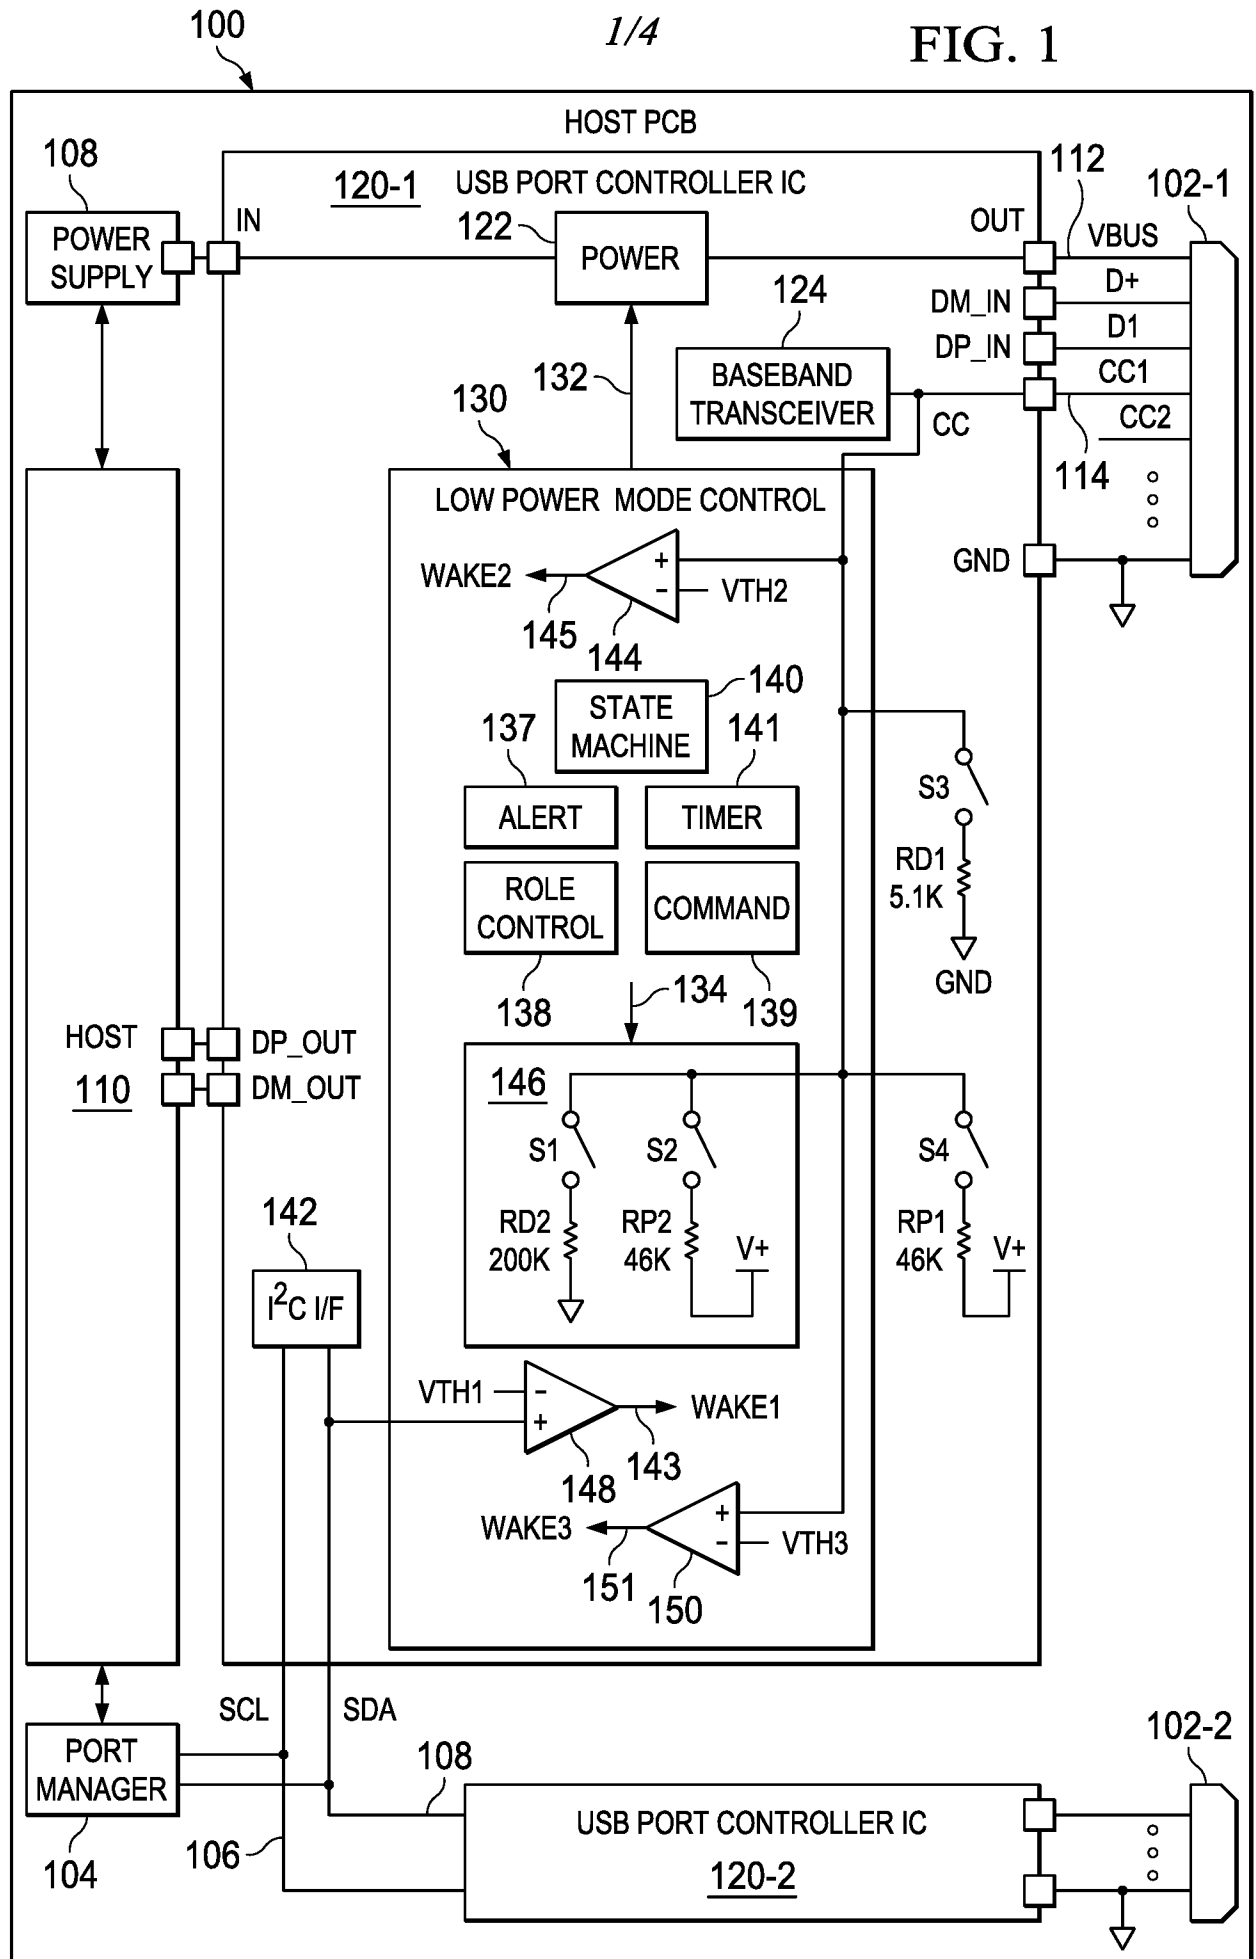 1/4
FIG. 1
100
HOST PCB
108
POWER
SUPPLY
IN
120-1
USB PORT CONTROLLER IC
122
POWER
OUT
112
VBUS
102-1
DM_IN
D+
DP_IN
D1
124
BASEBAND
TRANSCEIVER
CC
CC1
CC2
114
GND
132
130
LOW POWER MODE CONTROL
WAKE2
+
-
VTH2
145
144
STATE
MACHINE
140
137
ALERT
141
TIMER
ROLE
CONTROL
138
COMMAND
139
134
S3
RD1
5.1K
GND
HOST
110
DP_OUT
DM_OUT
146
S1
RD2
200K
S2
RP2
46K
V+
S4
RP1
46K
V+
142
I2C I/F
VTH1
-
+
WAKE1
148
143
WAKE3
+
-
VTH3
151
150
SCL
SDA
PORT
MANAGER
104
106
108
USB PORT CONTROLLER IC
120-2
102-2